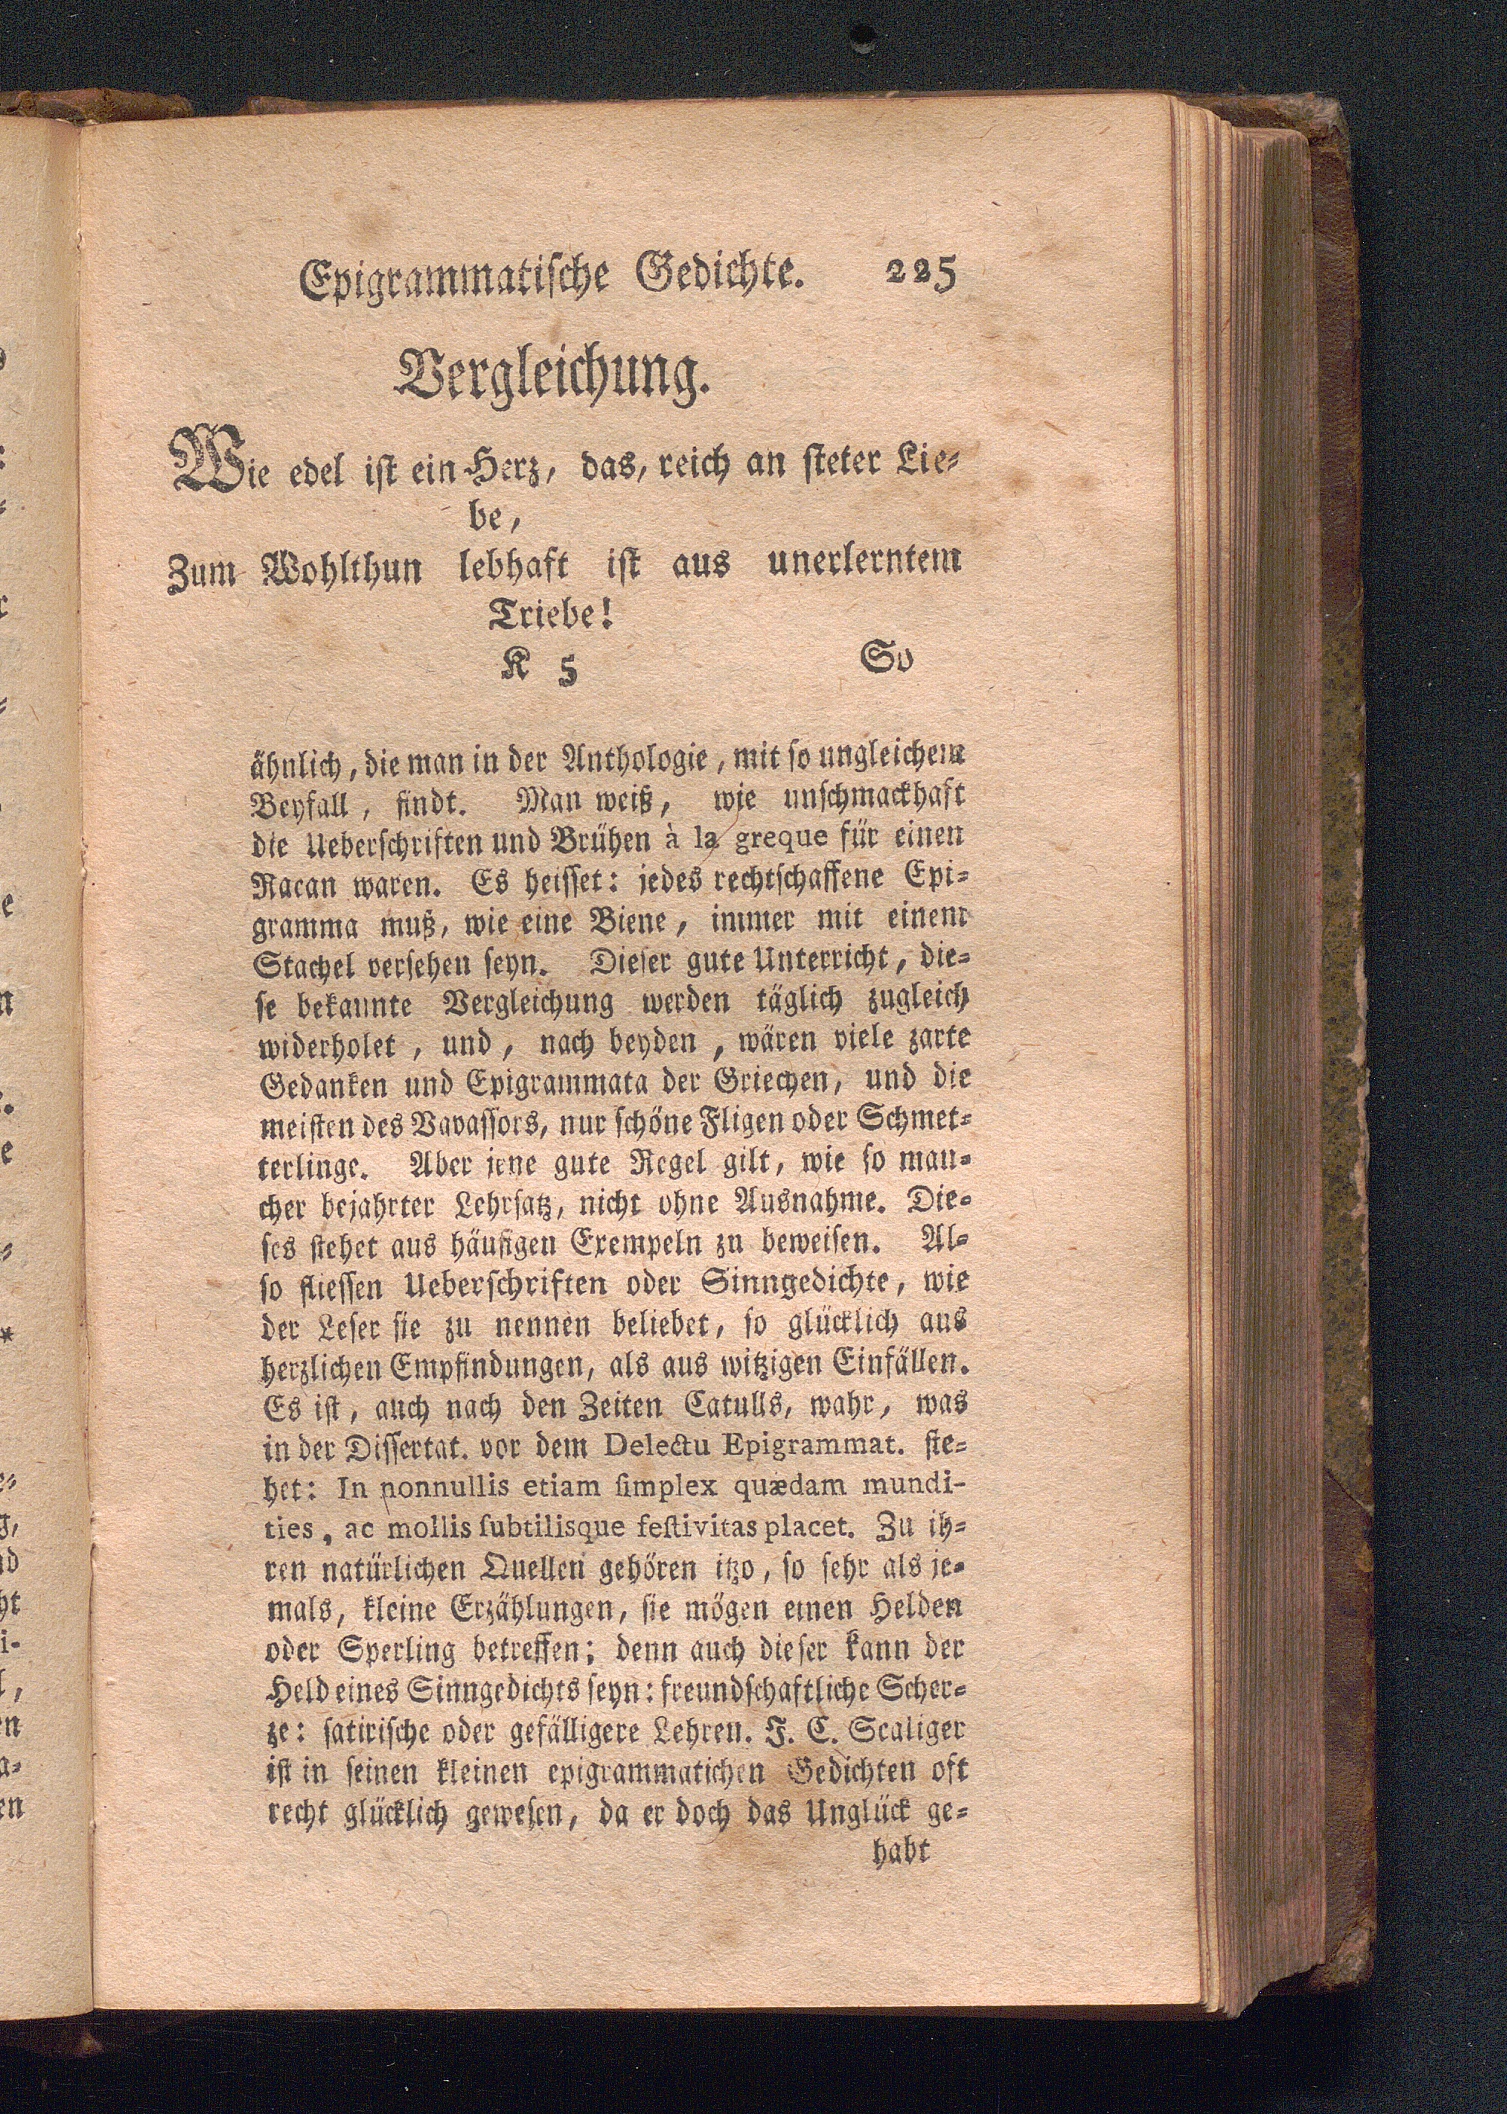 Epigrammatiſche Gedichte. 225
Vergleichung.
Wie edel iſt ein Herz, das, reich an ſteter Lie-
be,
Zum Wohlthun lebhaft iſt aus unerlerntem
Triebe!
K 5 So
ähnlich, die man in der Anthologie, mit ſo ungleichem
Beyfall, findt. Man weiß, wie unſchmackhaft
die Ueberſchriften und Brühen à la greque für einen
Racan waren. Es heiſſet: jedes rechtſchaffene Epi-
gramma muß, wie eine Biene, immer mit einem
Stachel verſehen ſeyn. Dieſer gute Unterricht, die-
ſe bekannte Vergleichung werden täglich zugleich
widerholet, und, nach beyden, wären viele zarte
Gedanken und Epigrammata der Griechen, und die
meiſten des Vavaſſors, nur ſchöne Fligen oder Schmet-
terlinge. Aber jene gute Regel gilt, wie ſo man-
cher bejahrter Lehrſatz, nicht ohne Ausnahme. Die-
ſes ſtehet aus häufigen Exempeln zu beweiſen. Al-
ſo flieſſen Ueberſchriften oder Sinngedichte, wie
der Leſer ſie zu nennen beliebet, ſo glücklich aus
herzlichen Empfindungen, als aus witzigen Einfällen.
Es iſt, auch nach den Zeiten Catulls, wahr, was
in der Diſſertat. vor dem Delectu Epigrammat. ſte-
het: In nonnullis etiam ſimplex quædam mundi-
ties, ac mollis ſubtilisque feſtivitas placet. Zu ih-
ren natürlichen Quellen gehören itzo, ſo ſehr als je-
mals, kleine Erzählungen, ſie mögen einen Helden
oder Sperling betreffen; denn auch dieſer kann der
Held eines Sinngedichts ſeyn: freundſchaftliche Scher-
ze: ſatiriſche oder gefälligere Lehren. J. C. Scaliger
iſt in ſeinen kleinen epigrammatichen Gedichten oft
recht glücklich geweſen, da er doch das Unglück ge-
habt